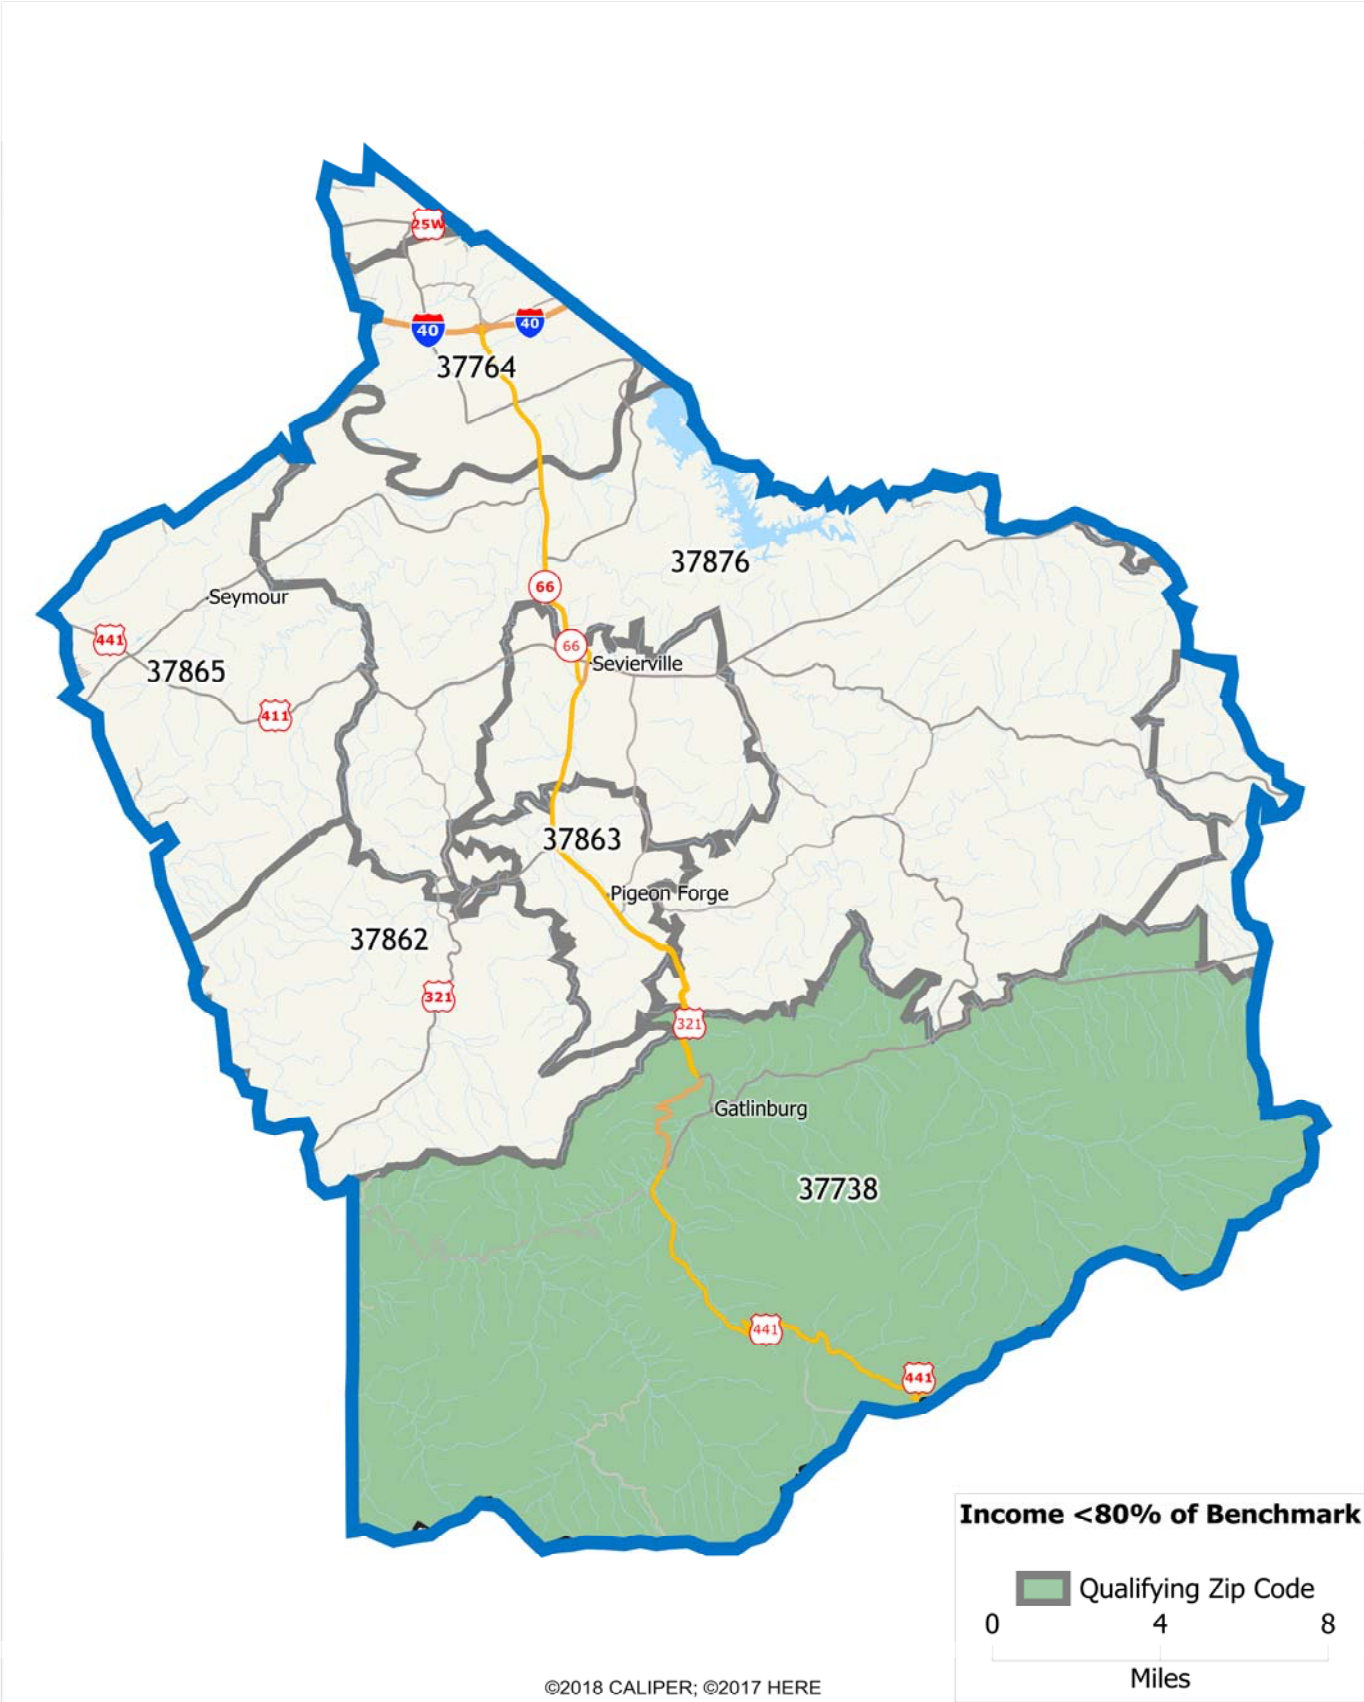 25W
40
40
37764
37876
66
Seymour
441
66
Sevierville
37865
411
37863
Pigeon Forge
37862
321
321
Gatlinburg
37738
441
441
Income <80% of Benchmark
Qualifying Zip Code
0 4 8
Miles
©2018 CALIPER; ©2017 HERE